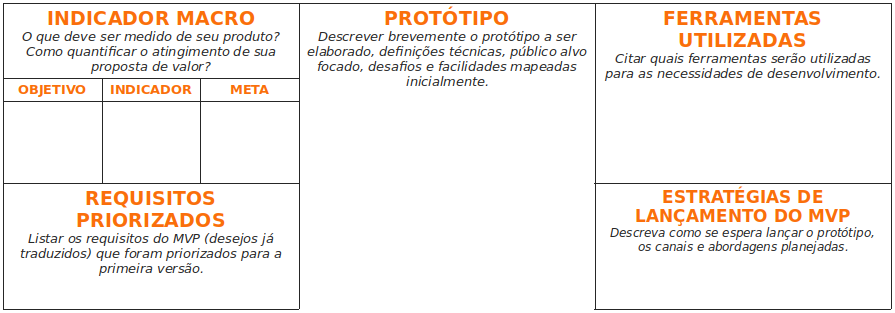 INDICADOR MACRO
O que deve ser medido de seu produto?
Como quantificar o atingimento de sua
proposta de valor?
OBJETIVO
INDICADOR
META
REQUISITOS
PRIORIZADOS
Listar os requisitos do MVP (desejos já
traduzidos) que foram priorizados para a
primeira versão.
PROTÓTIPO
Descrever brevemente o protótipo a ser
elaborado, definições técnicas, público alvo
focado, desafios e facilidades mapeadas
inicialmente.
FERRAMENTAS
UTILIZADAS
Citar quais ferramentas serão utilizadas
para as necessidades de desenvolvimento.
ESTRATÉGIAS DE
LANÇAMENTO DO MVP
Descreva como se espera lançar o protótipo,
os canais e abordagens planejadas.